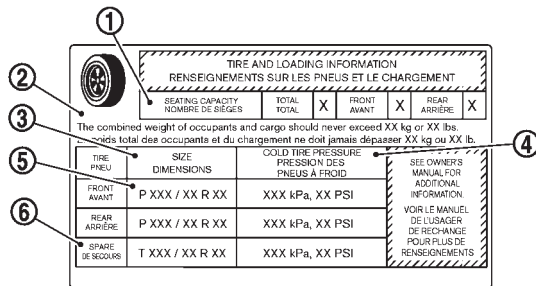 ①
TIRE AND LOADING INFORMATION
RENSEIGNEMENTS SUR LES PNEUS ET LE CHARGEMENT
②
SEATING CAPACITY
NOMBRE DE SIÈGES
TOTAL
TOTAL
X
FRONT
AVANT
X
REAR
ARRIÈRE
X
③
The combined weight of occupants and cargo should never exceed XX kg or XX lbs.
poids total des occupants et du chargement ne doit jamais dépasser XX kg ou XX lb.
④
TIRE
PNEU
SIZE
DIMENSIONS
COLD TIRE PRESSURE
PRESSION DES
PNEUS À FROID
SEE OWNER'S
MANUAL FOR
ADDITIONAL
INFORMATION.
VOIR LE MANUEL
DE L'USAGER
DE RECHANGE
POUR PLUS DE
RENSEIGNEMENTS
⑤
FRONT
AVANT
P XXX / XX R XX
XXX kPa, XX PSI
REAR
ARRIÈRE
P XXX / XX R XX
XXX kPa, XX PSI
⑥
SPARE
DE SECOURS
T XXX / XX R XX
XXX kPa, XX PSI